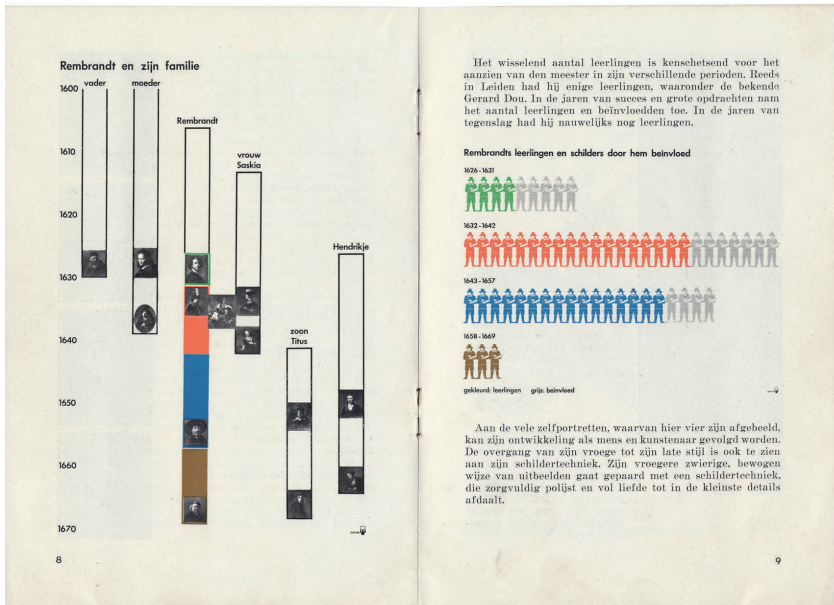 Rembrandt en zijn familie
vader
moeder
1600
Rembrandt
1610
vrouw
Saskia
1620
Hendrikje
1630
zoon
Titus
1640
1650
1660
1670
8
Het wisselend aantal leerlingen is kenschetsend voor het
aanzien van den meester in zijn verschillende perioden. Reeds
in Leiden had hij enige leerlingen, waaronder de bekende
Gerard Dou. In de jaren van succes en grote opdrachten nam
het aantal leerlingen en beïnvloedden toe. In de jaren van
tegenslag had hij nauwelijks nog leerlingen.
Rembrandts leerlingen en schilders door hem beinvloed
1626-1631
1632-1642
1643-1657
1658-1669
gekleurd: leerlingen grijs: beinvloed
Aan de vele zelfportretten, waarvan hier vier zijn afgebeeld,
kan zijn ontwikkeling als mens en kunstenaar gevolgd worden.
De overgang van zijn vroege tot zijn late stijl is ook te zien
aan zijn schildertechniek. Zijn vroegere zwierige, bewogen
wijze van uitbeelden gaat gepaard met een schildertechniek,
die zorgvuldig polijst en vol liefde tot in de kleinste details
afdaalt.
9